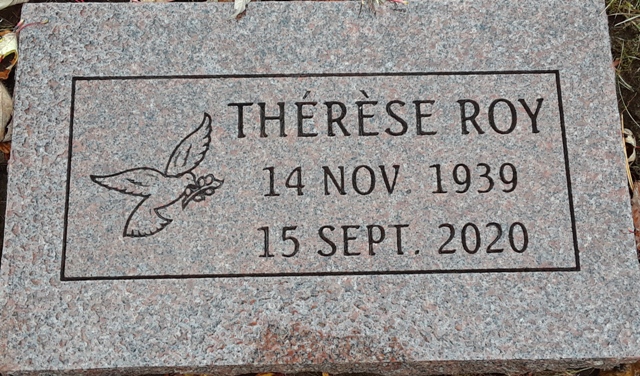 THÉRÈSE ROY
14 NOV. 1939
15 SEPT. 2020